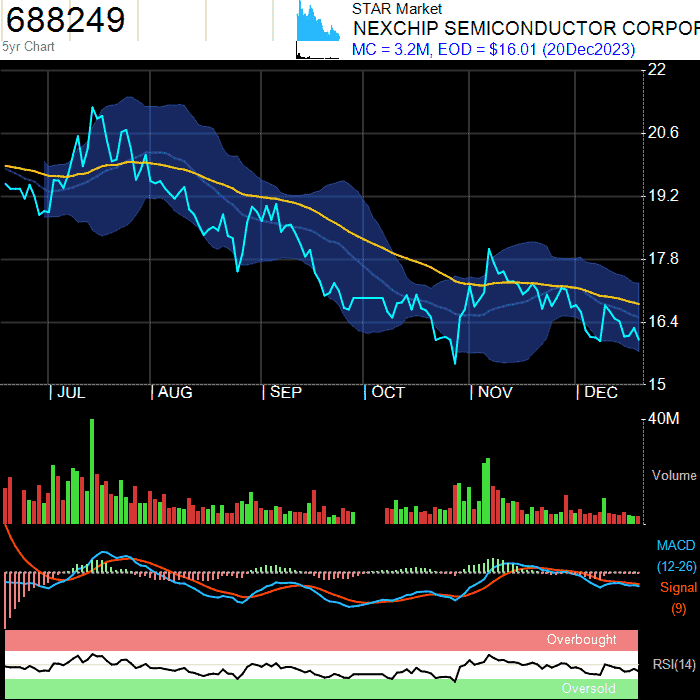 688249
5yr Chart
STAR Market
NEXCHIP SEMICONDUCTOR CORPOR
MC = 3.2M, EOD = $16.01 (20Dec2023)
22
20.6
19.2
17.8
16.4
15
JUL AUG SEP OCT NOV DEC
40M
Volume
MACD
(12-26)
Signal
(9)
Overbought
RSI(14)
Oversold